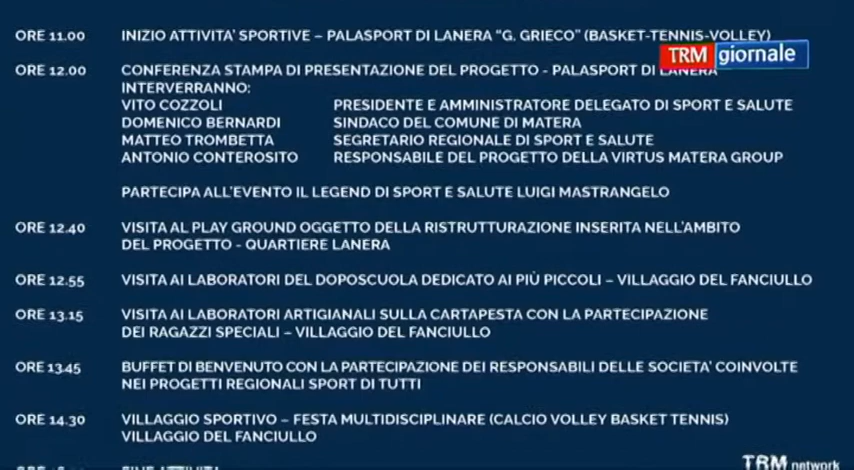 ORE 11.00 INIZIO ATTIVITA' SPORTIVE – PALASPORT DI LANERA "G. GRIECO" (BASKET-TENNIS-VOLLEY)
TRM giornale
ORE 12.00 CONFERENZA STAMPA DI PRESENTAZIONE DEL PROGETTO - PALASPORT DI LANERA
INTERVERRANNO:
VITO COZZOLI PRESIDENTE E AMMINISTRATORE DELEGATO DI SPORT E SALUTE
DOMENICO BERNARDI SINDACO DEL COMUNE DI MATERA
MATTEO TROMBETTA SEGRETARIO REGIONALE DI SPORT E SALUTE
ANTONIO CONTEROSITO RESPONSABILE DEL PROGETTO DELLA VIRTUS MATERA GROUP
PARTECIPA ALL'EVENTO IL LEGEND DI SPORT E SALUTE LUIGI MASTRANGELO
ORE 12.40 VISITA AL PLAY GROUND OGGETTO DELLA RISTRUTTURAZIONE INSERITA NELL'AMBITO
DEL PROGETTO - QUARTIERE LANERA
ORE 12.55 VISITA AI LABORATORI DEL DOPOSCUOLA DEDICATO AI PIÙ PICCOLI – VILLAGGIO DEL FANCIULLO
ORE 13.15 VISITA AI LABORATORI ARTIGIANALI SULLA CARTAPESTA CON LA PARTECIPAZIONE
DEI RAGAZZI SPECIALI – VILLAGGIO DEL FANCIULLO
ORE 13.45 BUFFET DI BENVENUTO CON LA PARTECIPAZIONE DEI RESPONSABILI DELLE SOCIETA' COINVOLTE
NEI PROGETTI REGIONALI SPORT DI TUTTI
ORE 14.30 VILLAGGIO SPORTIVO – FESTA MULTIDISCIPLINARE (CALCIO VOLLEY BASKET TENNIS)
VILLAGGIO DEL FANCIULLO
ORE FINE ATTIVITA
TRM network